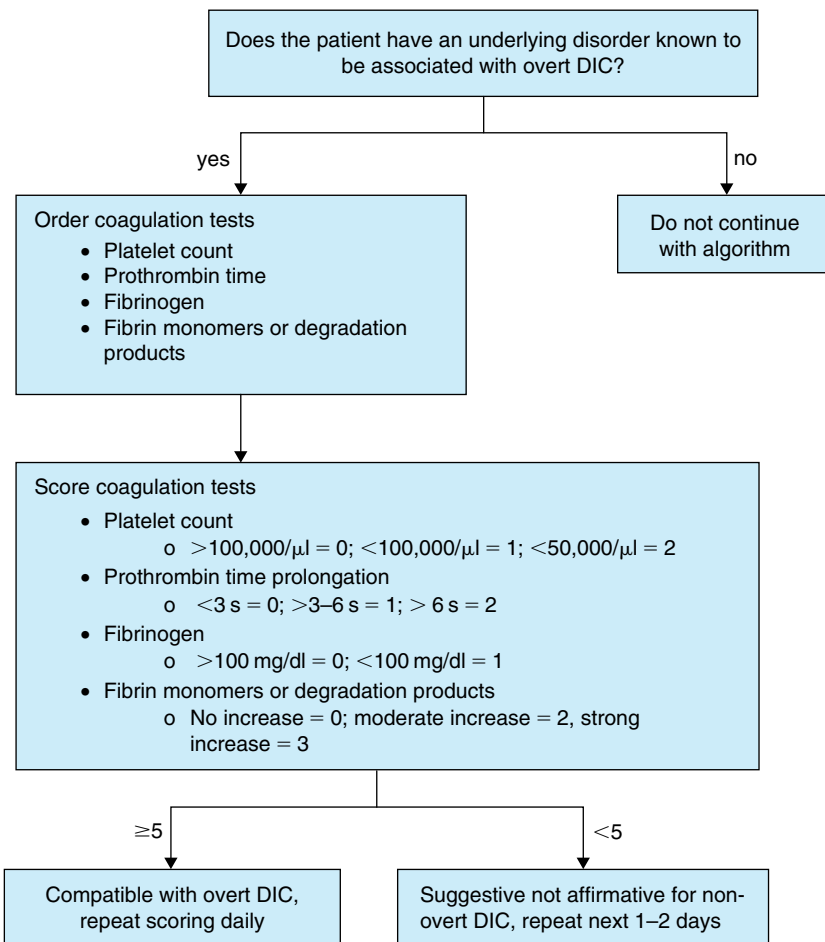 Does the patient have an underlying disorder known to
be associated with overt DIC?
yes
no
Order coagulation tests
• Platelet count
• Prothrombin time
• Fibrinogen
• Fibrin monomers or degradation
products
Do not continue
with algorithm
Score coagulation tests
• Platelet count
o >100,000/μl = 0; <100,000/μl = 1; <50,000/μl = 2
• Prothrombin time prolongation
o <3 s = 0; >3–6 s = 1; > 6 s = 2
• Fibrinogen
o >100 mg/dl = 0; <100 mg/dl = 1
• Fibrin monomers or degradation products
o No increase = 0; moderate increase = 2, strong
increase = 3
≥5
<5
Compatible with overt DIC,
repeat scoring daily
Suggestive not affirmative for non-
overt DIC, repeat next 1–2 days